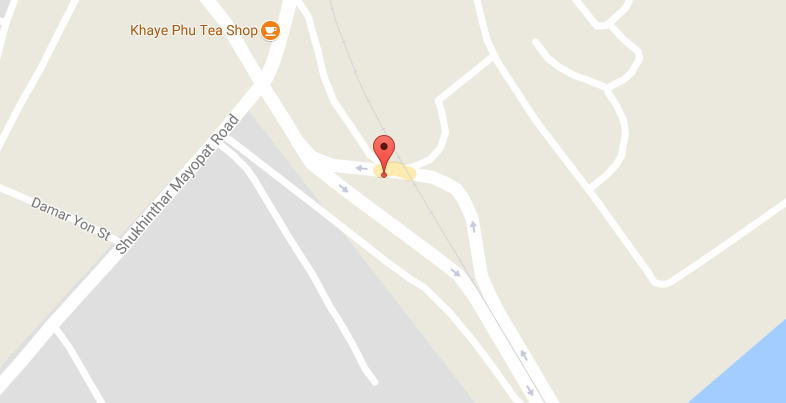 Khaye Phu Tea Shop
Shukhinthar Mayopat Road
Damar Yon St